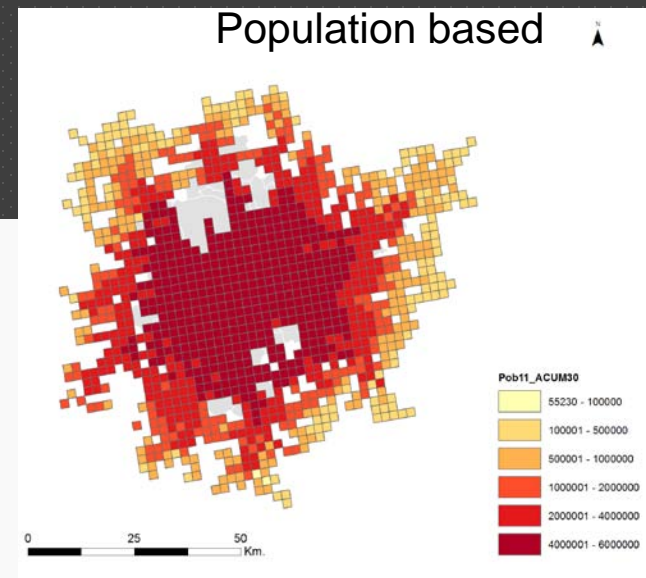 Population based
N
Pob11_ACUM30
55230 - 100000
100001 - 500000
500001 - 1000000
1000001 - 2000000
2000001 - 4000000
4000001 - 6000000
0 25 50
Km.